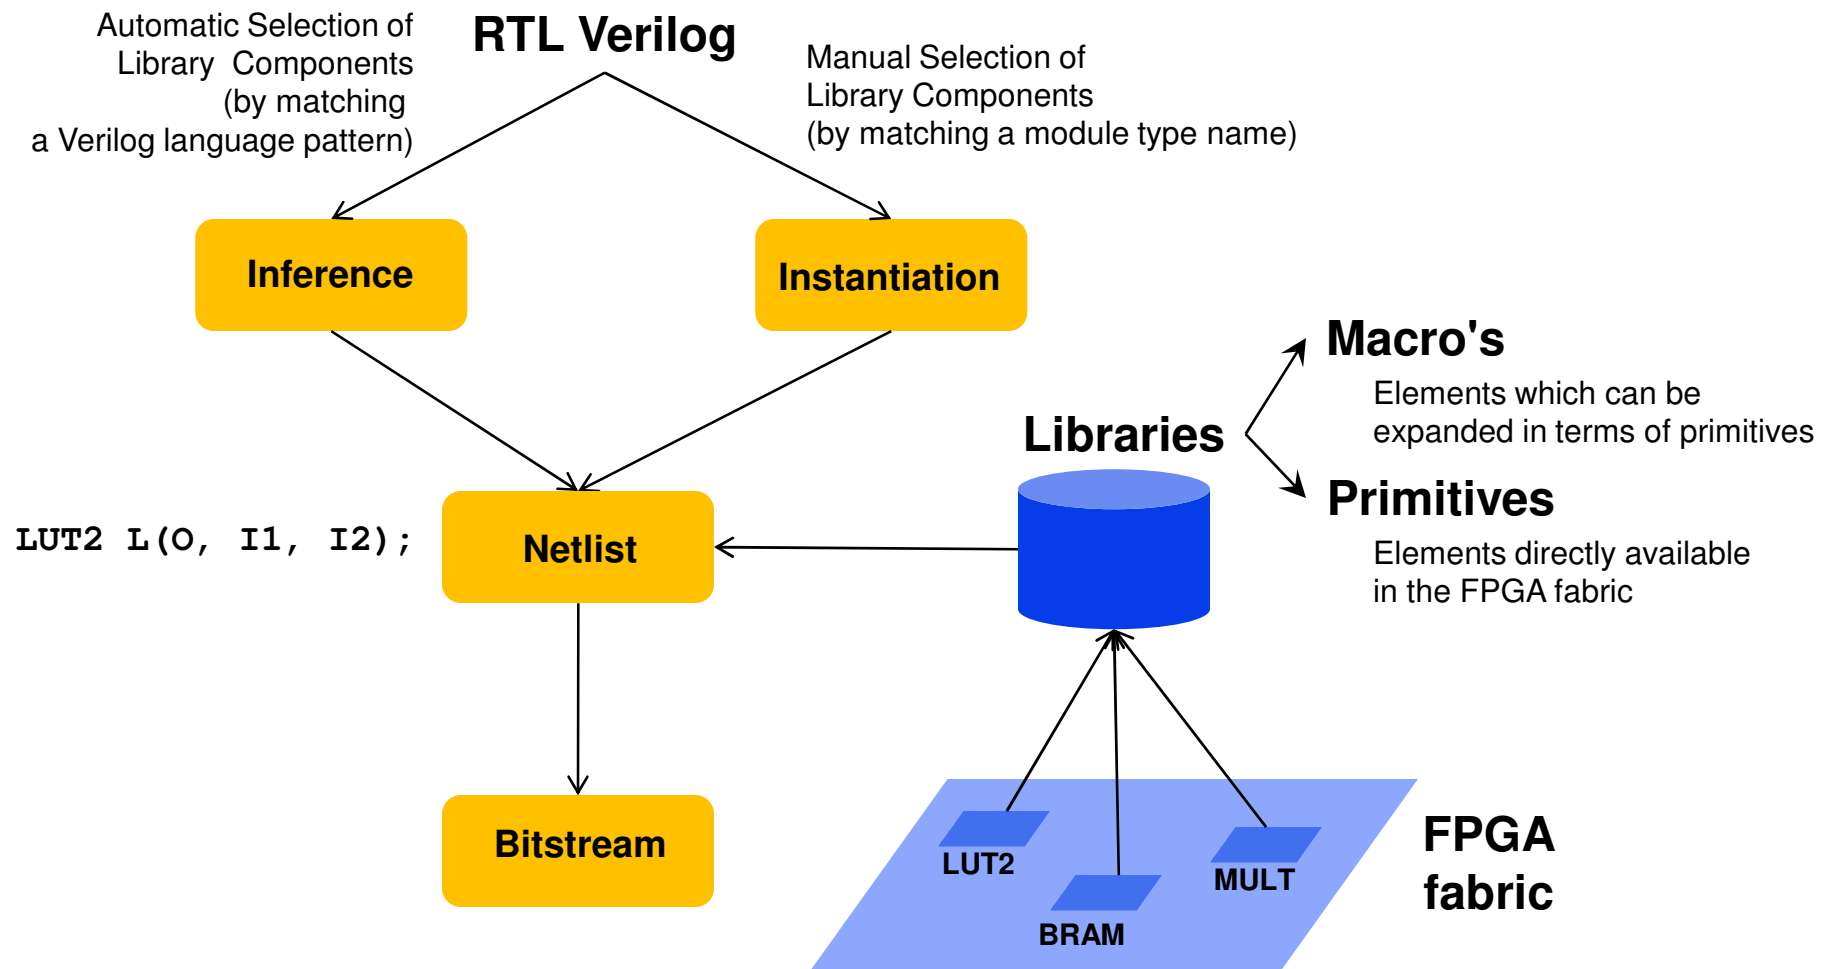 Automatic Selection of
Library Components
(by matching
a Verilog language pattern)
RTL Verilog
Manual Selection of
Library Components
(by matching a module type name)
Inference
Instantiation
Macro's
Elements which can be
expanded in terms of primitives
Libraries
Primitives
Elements directly available
in the FPGA fabric
LUT2 L(O, I1, I2);
Netlist
Bitstream
LUT2
BRAM
MULT
FPGA
fabric